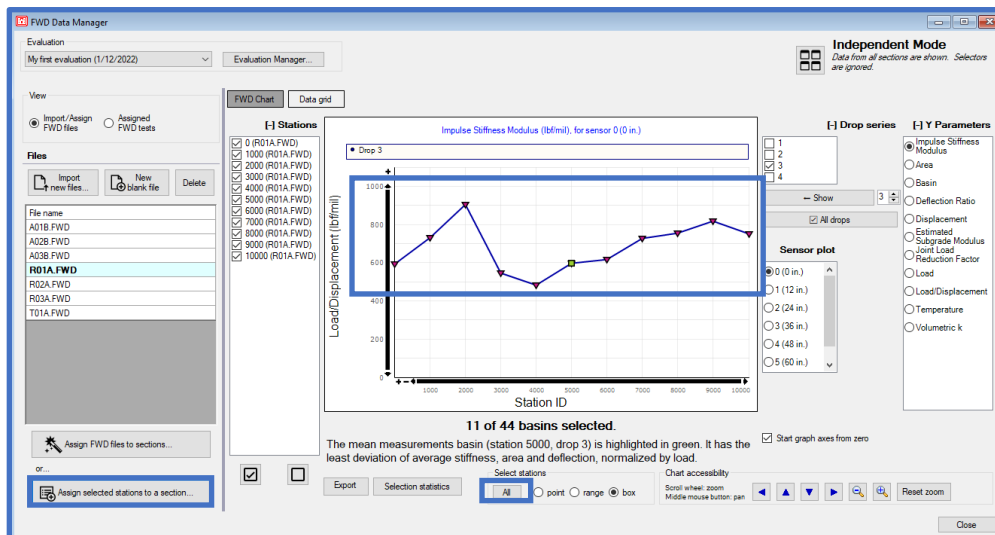 FWD Data Manager
Evaluation
My first evaluation (1/12/2022)
Evaluation Manager...
Independent Mode
Data from all sections are shown. Selectors
are ignored.
View
Import/Assign
FWD files
Assigned
FWD tests
Files
Import
new files...
New
blank file
Delete
File name
A01B.FWD
A02B.FWD
A03B.FWD
R01A.FWD
R02A.FWD
R03A.FWD
T01A.FWD
Assign FWD files to sections...
or...
Assign selected stations to a section...
FWD Chart
Data grid
[-] Stations
0 (R01A.FWD)
1000 (R01A.FWD)
2000 (R01A.FWD)
3000 (R01A.FWD)
4000 (R01A.FWD)
5000 (R01A.FWD)
6000 (R01A.FWD)
7000 (R01A.FWD)
8000 (R01A.FWD)
9000 (R01A.FWD)
10000 (R01A.FWD)
Impulse Stiffness Modulus (lbf/mil), for sensor 0 (0 in.)
Drop 3
Load/Displacement (lbf/mil)
1000
800
600
400
200
0
1000 2000 3000 4000 5000 6000 7000 8000 9000 10000
Station ID
11 of 44 basins selected.
The mean measurements basin (station 5000, drop 3) is highlighted in green. It has the
least deviation of average stiffness, area and deflection, normalized by load.
Export
Selection statistics
Select stations
All
point
range
box
Chart accessibility
Scroll wheel: zoom
Middle mouse button: pan
Reset zoom
[-] Drop series
1
2
3
4
Show
3
All drops
Sensor plot
0 (0 in.)
1 (12 in.)
2 (24 in.)
3 (36 in.)
4 (48 in.)
5 (60 in.)
Start graph axes from zero
[-] Y Parameters
Impulse Stiffness
Modulus
Area
Basin
Deflection Ratio
Displacement
Estimated
Subgrade Modulus
Joint Load
Reduction Factor
Load
Load/Displacement
Temperature
Volumetric k
Close